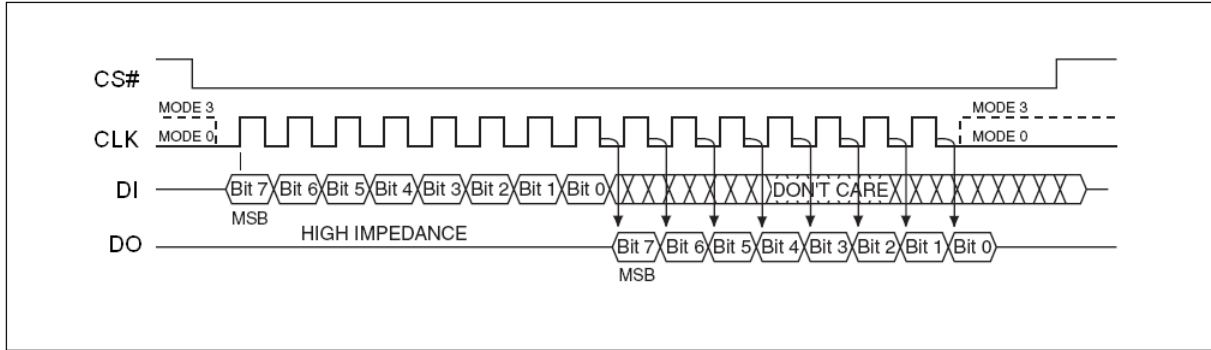 CS#
MODE 3 MODE 3
CLK MODE 0 MODE 0
DI Bit 7 Bit 6 Bit 5 Bit 4 Bit 3 Bit 2 Bit 1 Bit 0 DON'T CARE
MSB
DO HIGH IMPEDANCE Bit 7 Bit 6 Bit 5 Bit 4 Bit 3 Bit 2 Bit 1 Bit 0
MSB